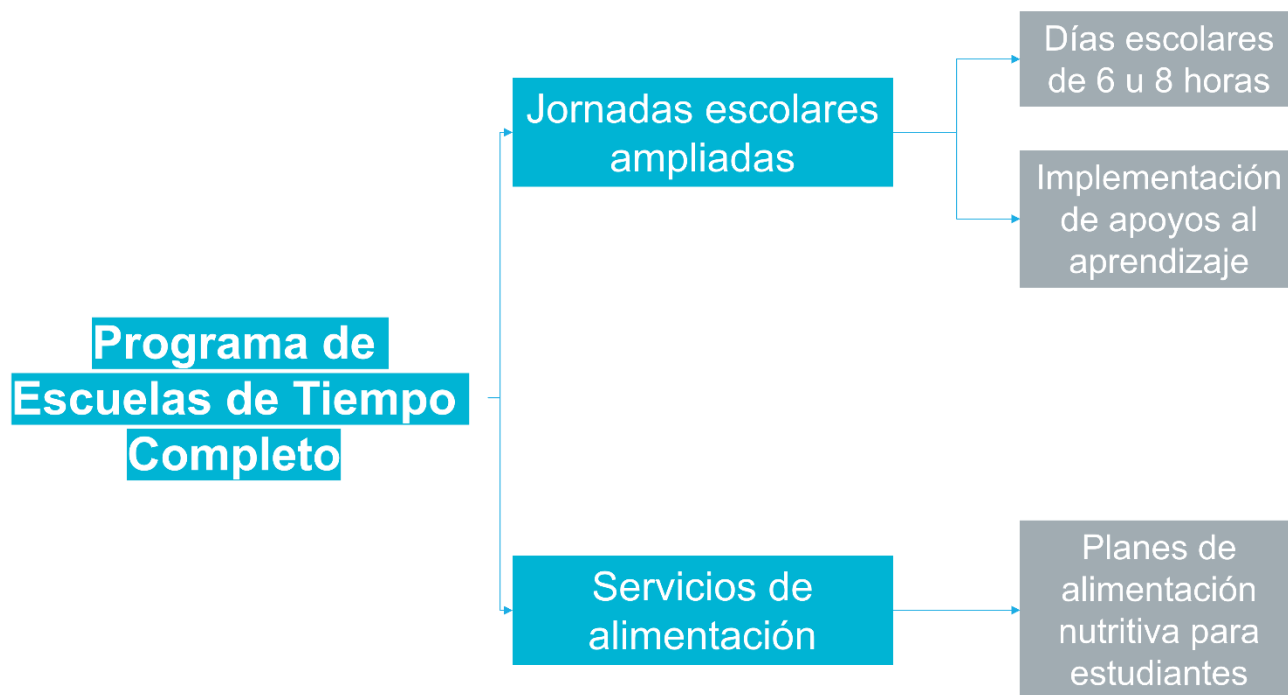 Días escolares
de 6 u 8 horas
Jornadas escolares
ampliadas
Implementación
de apoyos al
aprendizaje
Programa de
Escuelas de Tiempo
Completo
Servicios de
alimentación
Planes de
alimentación
nutritiva para
estudiantes